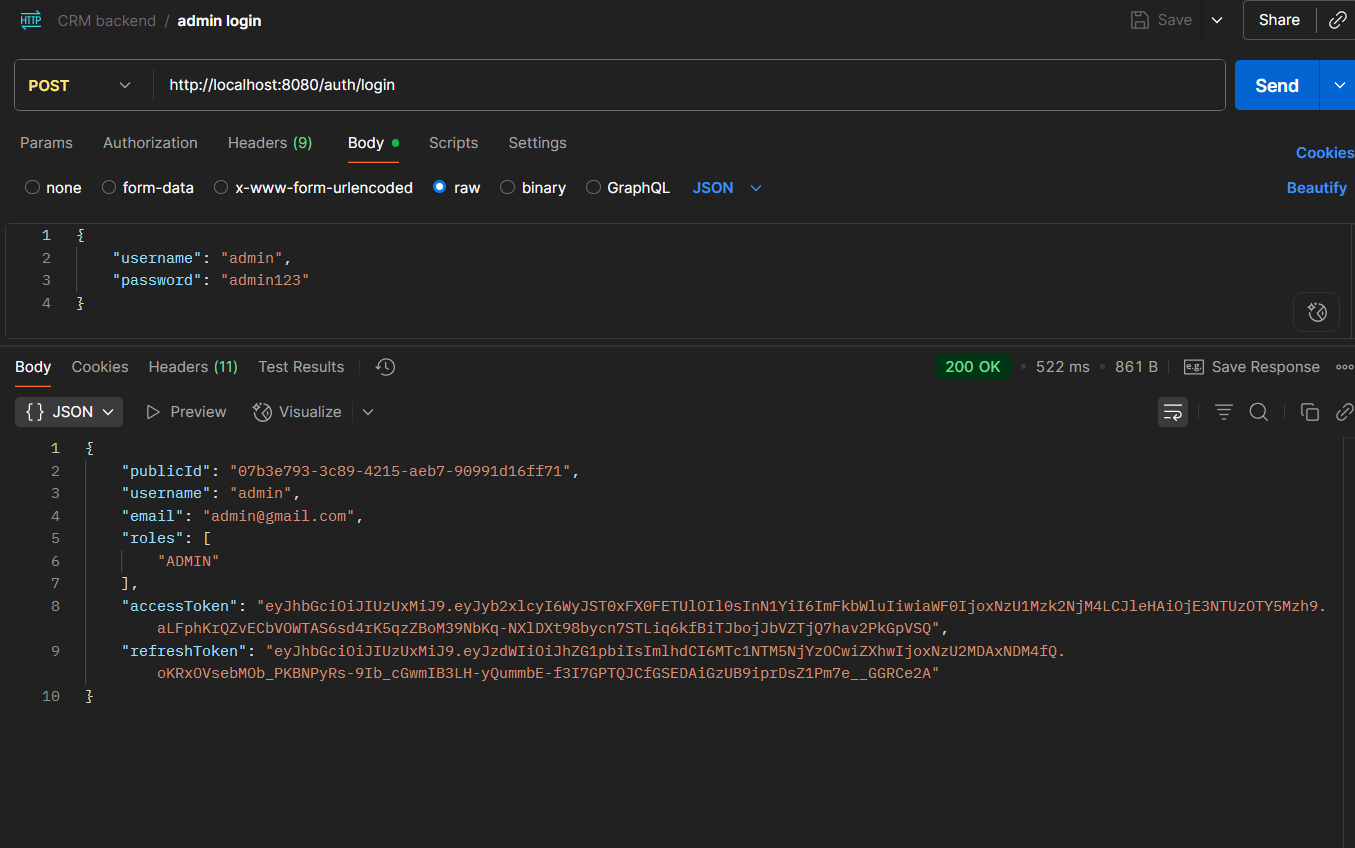 HTTP CRM backend / admin login Save Share
POST http://localhost:8080/auth/login Send
Params Authorization Headers (9) Body Scripts Settings Cookies
none form-data x-www-form-urlencoded raw binary GraphQL JSON Beautify
1 {
2 "username": "admin",
3 "password": "admin123"
4 }
Body Cookies Headers (11) Test Results 200 OK • 522 ms • 861 B e.g. Save Response
{} JSON Preview Visualize
1 {
2 "publicId": "07b3e793-3c89-4215-aeb7-90991d16ff71",
3 "username": "admin",
4 "email": "admin@gmail.com",
5 "roles": [
6 "ADMIN"
7 ],
8 "accessToken": "eyJhbGciOiJIUzUxMiJ9.eyJyb2xlcyI6WyJST0xFX0FETUlOIl0sInN1YiI6ImFkbWluIiwiaWF0IjoxNzU1Mzk2NjM4LCJleHAiOjE3NTUzOTY5Mzh9.
aLFphKrQZvECbVOWTAS6sd4rK5qzZBoM39NbKq-NXlDXt98bycn7STLiq6kfBiTJbojJbVZTjQ7hav2PkGpVSQ",
9 "refreshToken": "eyJhbGciOiJIUzUxMiJ9.eyJzdWIiOiJhZG1pbiIsImlhdCI6MTc1NTM5NjYzOCwiZXhwIjoxNzU2MDAxNDM4fQ.
oKRxOVsebMOb_PKBNPyRs-9Ib_cGwmIB3LH-yQummbE-f3I7GPTQJCfGSEDAiGzUB9iprDsZ1Pm7e__GGRCe2A"
10 }